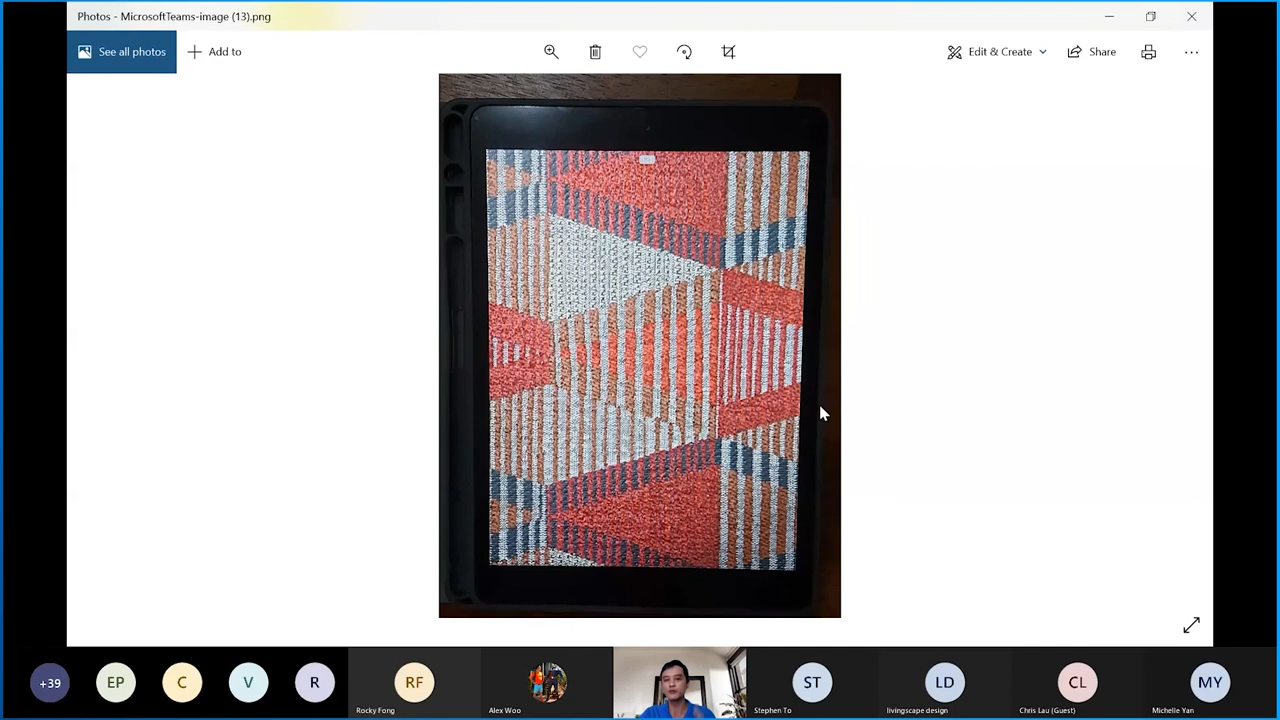 Photos - MicrosoftTeams-image (13).png
See all photos
Add to
Edit & Create
Share
+39
EP
C
V
R
RF
Rocky Fong
Alex Woo
ST
Stephen To
LD
livingscape design
CL
Chris Lau (Guest)
MY
Michelle Yan